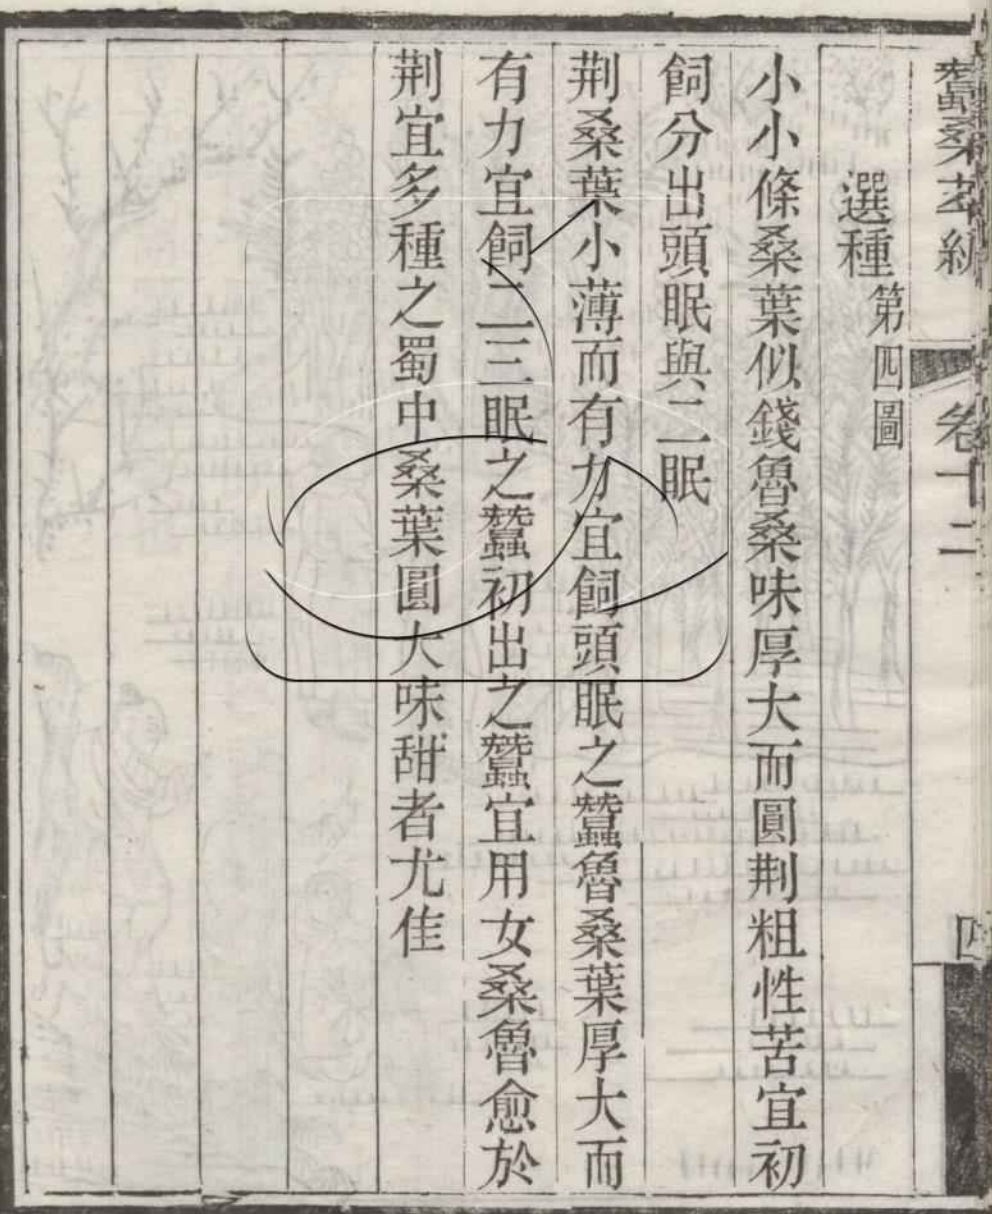 蠶桑萃編
卷十二
選種第四圖
小小條桑葉似錢魯桑味厚大而圓荆粗性苦宜初
飼分出頭眠與二眠
荆桑葉小薄而有力宜飼頭眠之蠶魯桑葉厚大而
有力宜飼二三眠之蠶初出之蠶宜用女桑魯愈於
荆宜多種之蜀中桑葉圓大味甜者尤佳